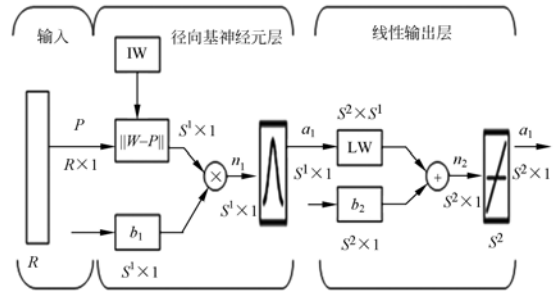 输入
径向基神经元层
线性输出层
IW
P
R×1
||W−P||
S¹×1
n₁
S¹×1
a₁
S¹×1
S²×S¹
LW
n₂
S²×1
a₁
S²×1
b₁
S¹×1
b₂
S²×1
R
S²
×
+